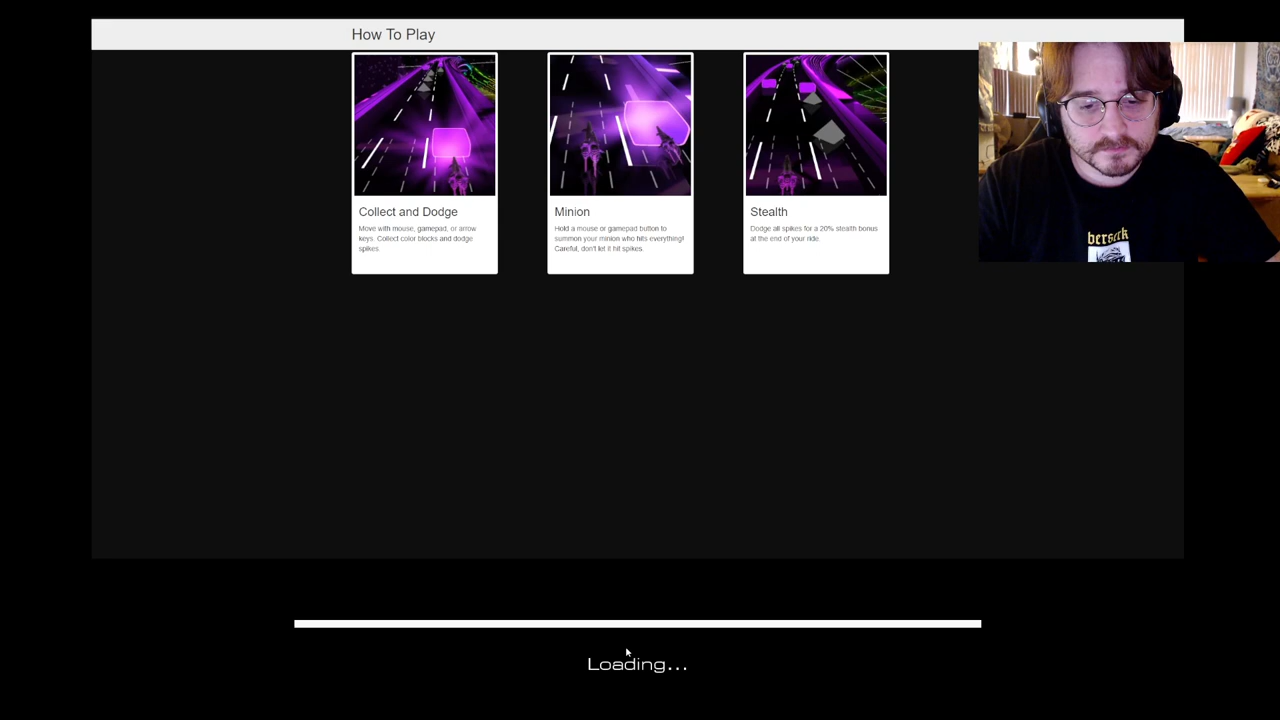 How To Play
Collect and Dodge
Move with mouse, gamepad, or arrow
keys. Collect color blocks and dodge
spikes.
Minion
Hold a mouse or gamepad button to
summon your minion who hits everything!
Careful, don't let it hit spikes.
Stealth
Dodge all spikes for a 20% stealth bonus
at the end of your ride.
berserk
Loading...